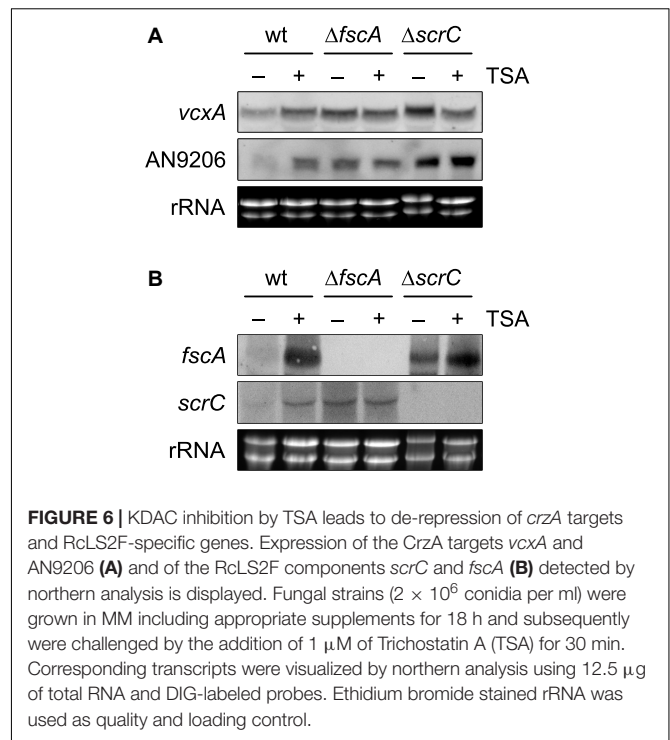 A
wt ΔfscA ΔscrC
– + – + – + TSA
vcxA
AN9206
rRNA
B
wt ΔfscA ΔscrC
– + – + – + TSA
fscA
scrC
rRNA
FIGURE 6 | KDAC inhibition by TSA leads to de-repression of crzA targets
and RcLS2F-specific genes. Expression of the CrzA targets vcxA and
AN9206 (A) and of the RcLS2F components scrC and fscA (B) detected by
northern analysis is displayed. Fungal strains (2 × 10⁶ conidia per ml) were
grown in MM including appropriate supplements for 18 h and subsequently
were challenged by the addition of 1 μM of Trichostatin A (TSA) for 30 min.
Corresponding transcripts were visualized by northern analysis using 12.5 μg
of total RNA and DIG-labeled probes. Ethidium bromide stained rRNA was
used as quality and loading control.